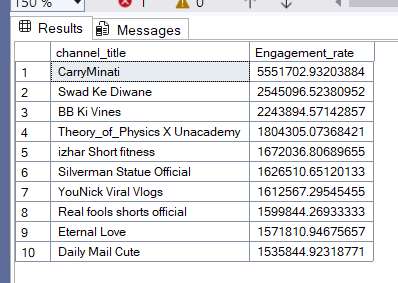 150 %
1
0
Results
Messages
channel_title Engagement_rate
1 CarryMinati 5551702.93203884
2 Swad Ke Diwane 2545096.52380952
3 BB Ki Vines 2243894.57142857
4 Theory_of_Physics X Unacademy 1804305.07368421
5 izhar Short fitness 1672036.80689655
6 Silverman Statue Official 1626510.65120133
7 YouNick Viral Vlogs 1612567.29545455
8 Real fools shorts official 1599844.26933333
9 Eternal Love 1571810.94675657
10 Daily Mail Cute 1535844.92318771